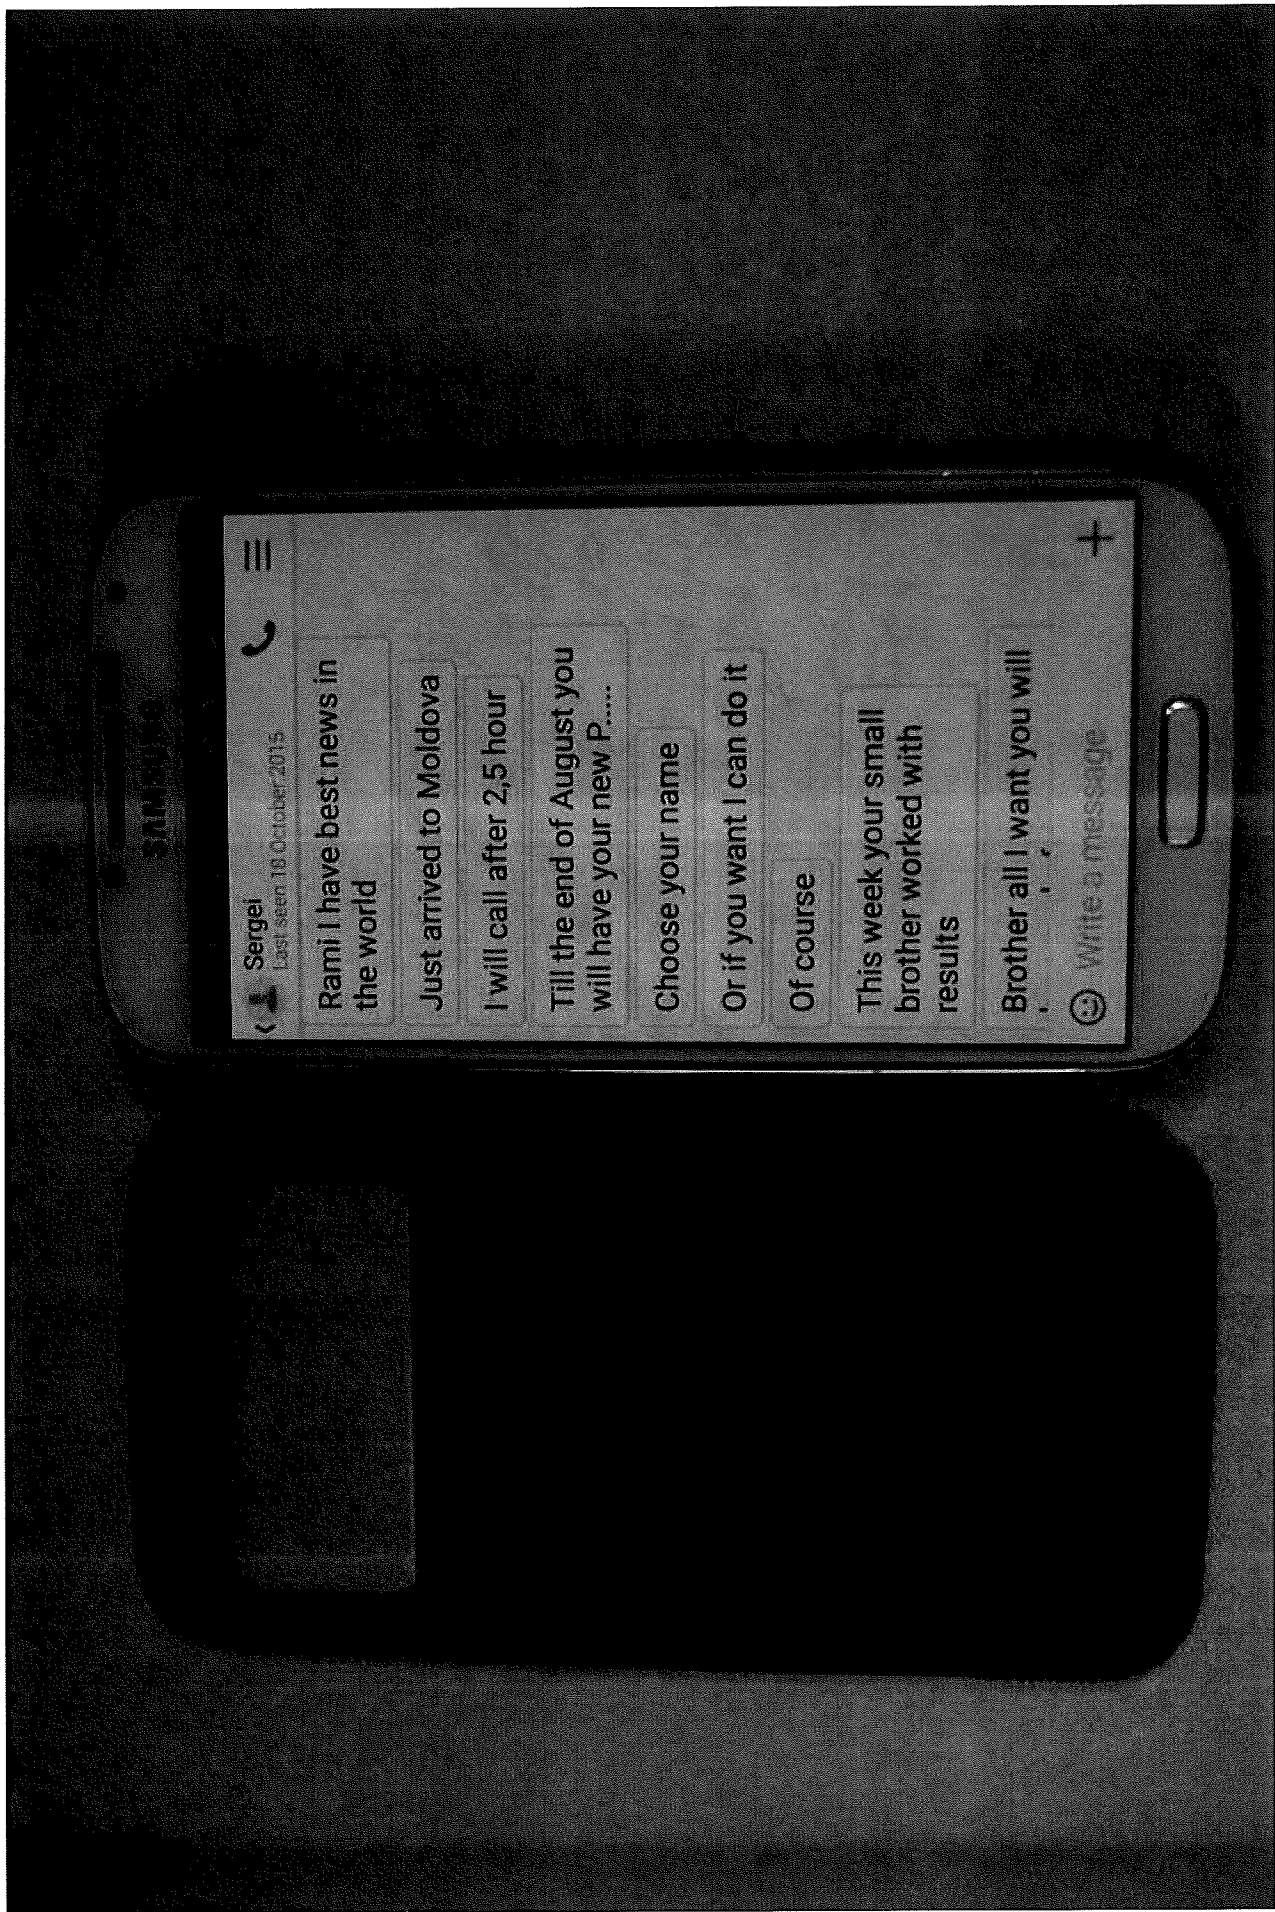 SAMSUNG
Sergei
Last seen 18 October 2015
Rami I have best news in
the world
Just arrived to Moldova
I will call after 2,5 hour
Till the end of August you
will have your new P.....
Choose your name
Or if you want I can do it
Of course
This week your small
brother worked with
results
Brother all I want you will
Write a message